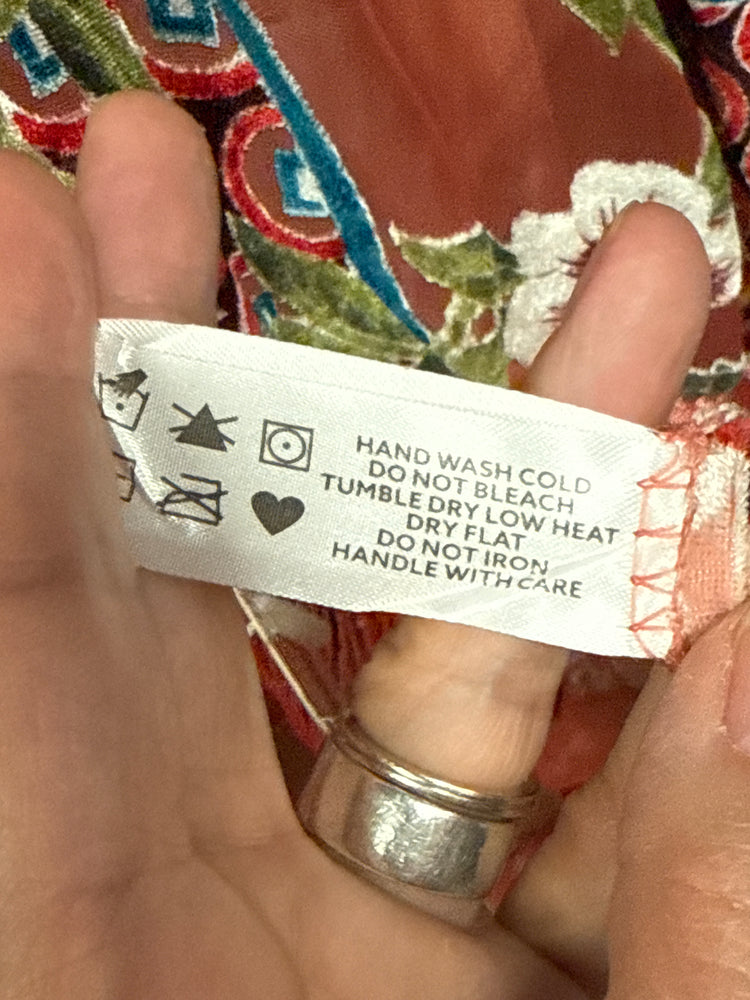 HAND WASH COLD
DO NOT BLEACH
TUMBLE DRY LOW HEAT
DRY FLAT
DO NOT IRON
HANDLE WITH CARE